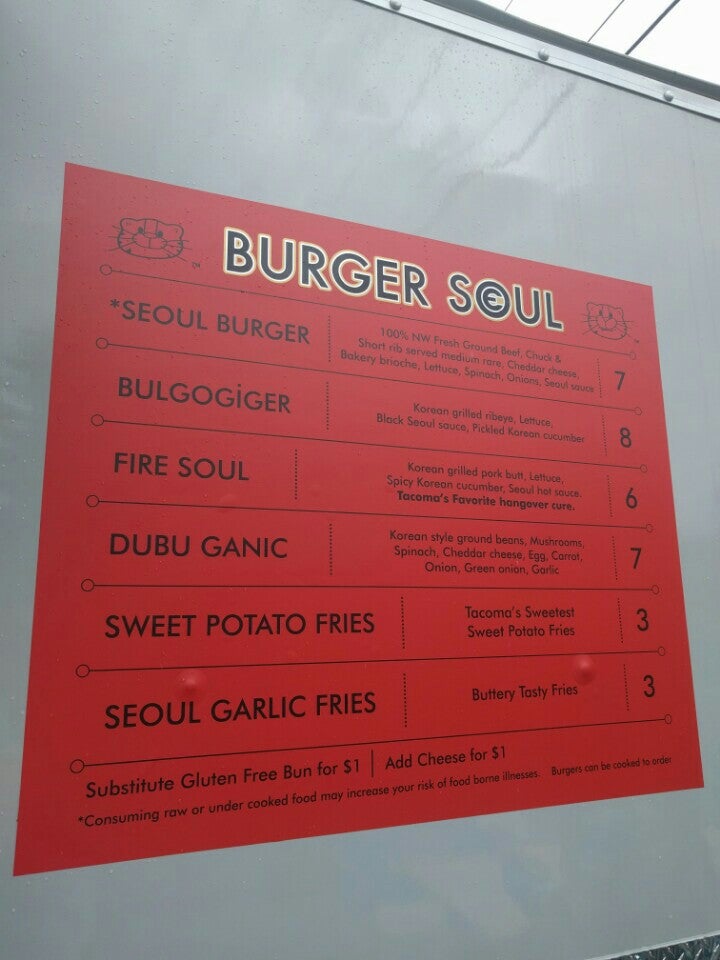 BURGER SEOUL
*SEOUL BURGER
100% NW Fresh Ground Beef, Chuck &
Short rib served medium rare, Cheddar cheese,
Bakery brioche, Lettuce, Spinach, Onions, Seoul sauce
7
BULGOGiGER
Korean grilled ribeye, Lettuce,
Black Seoul sauce, Pickled Korean cucumber
8
FIRE SOUL
Korean grilled pork butt, Lettuce,
Spicy Korean cucumber, Seoul hot sauce.
Tacoma's Favorite hangover cure.
6
DUBU GANIC
Korean style ground beans, Mushrooms,
Spinach, Cheddar cheese, Egg, Carrot,
Onion, Green onion, Garlic
7
SWEET POTATO FRIES
Tacoma's Sweetest
Sweet Potato Fries
3
SEOUL GARLIC FRIES
Buttery Tasty Fries
3
Substitute Gluten Free Bun for $1 | Add Cheese for $1
*Consuming raw or under cooked food may increase your risk of food borne illnesses. Burgers can be cooked to order